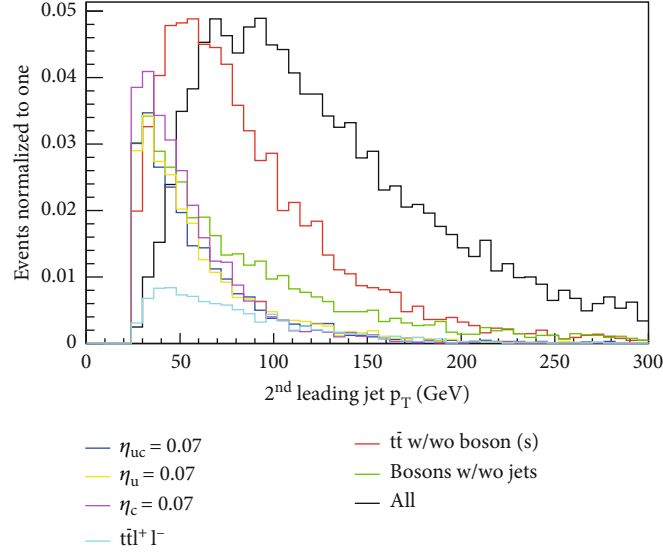 0.05
0.04
0.03
0.02
0.01
0
Events normalized to one
0 50 100 150 200 250 300
2nd leading jet pT (GeV)
ηuc = 0.07
ηu = 0.07
ηc = 0.07
tt̄l+ l−
tt̄ w/wo boson (s)
Bosons w/wo jets
All